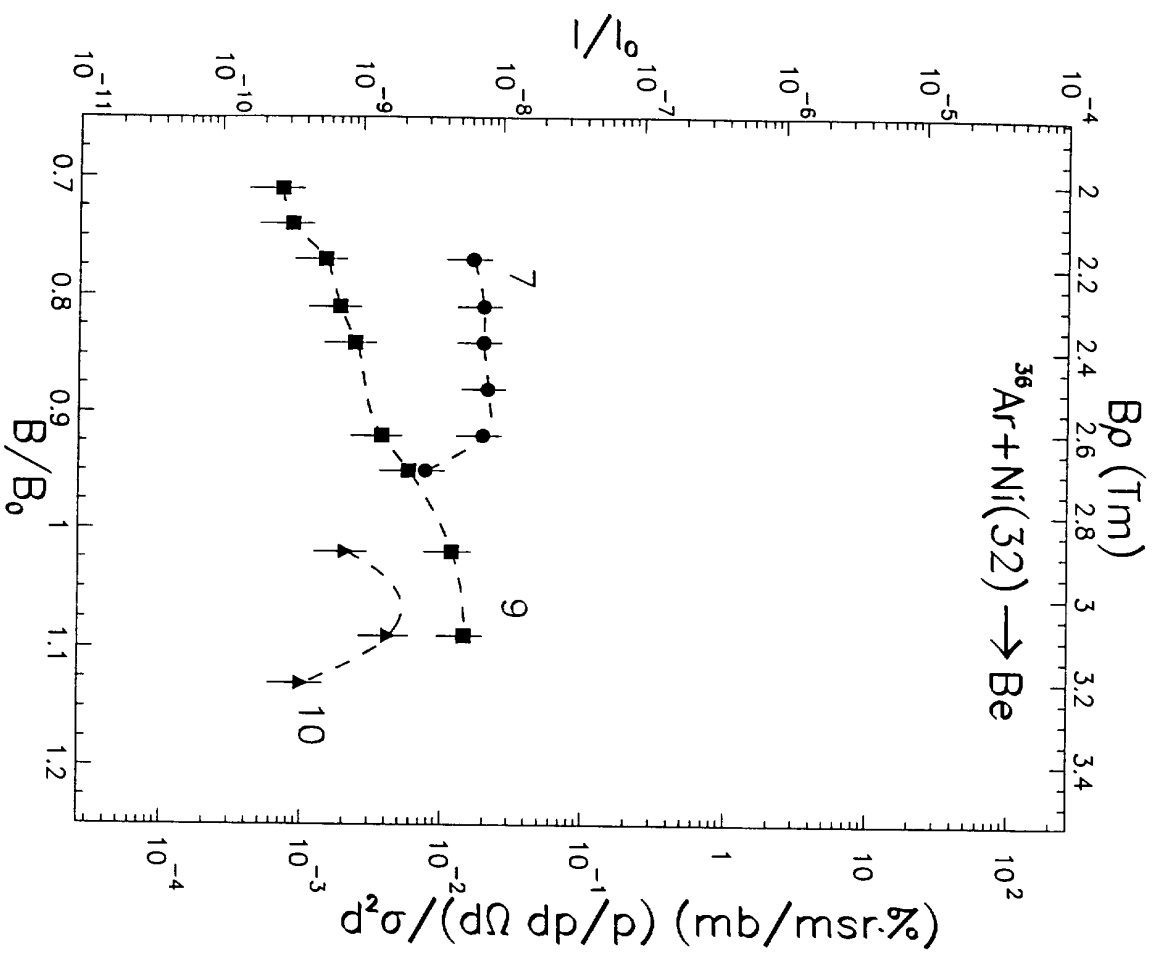 Bρ (Tm)
2 2.2 2.4 2.6 2.8 3 3.2 3.4
³⁶Ar+Ni(32)→Be
I/I₀
10⁻⁴
10⁻⁵
10⁻⁶
10⁻⁷
10⁻⁸
10⁻⁹
10⁻¹⁰
10⁻¹¹
7
9
10
10²
10
1
10⁻¹
10⁻²
10⁻³
10⁻⁴
d²σ/(dΩ dp/p) (mb/msr.%)
0.7 0.8 0.9 1 1.1 1.2
B/B₀